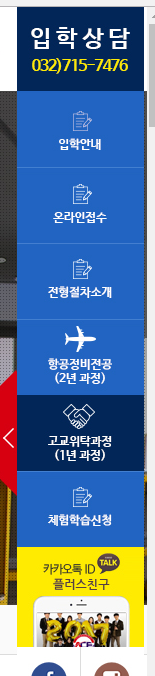 입학상담
032)715-7476
입학안내
온라인접수
전형절차소개
항공정비전공
(2년 과정)
고교위탁과정
(1년 과정)
체험학습신청
카카오톡 ID
TALK
플러스친구